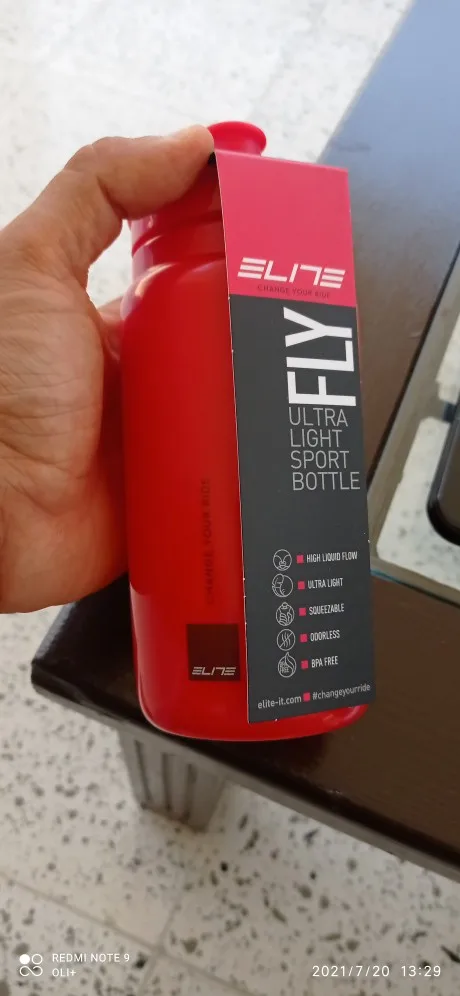 ELITE
CHANGE YOUR RIDE
FLY
ULTRA
LIGHT
SPORT
BOTTLE
HIGH LIQUID FLOW
ULTRA LIGHT
SQUEEZABLE
ODORLESS
BPA FREE
elite-it.com #changeyourride
CHANGE YOUR RIDE
ELITE
REDMI NOTE 9
OLI+
2021/7/20 13:29